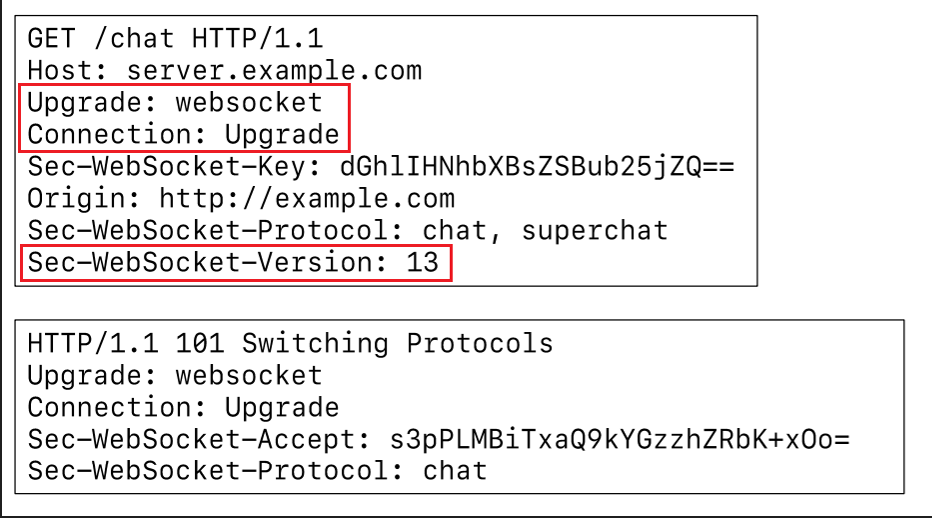 GET /chat HTTP/1.1
Host: server.example.com
Upgrade: websocket
Connection: Upgrade
Sec-WebSocket-Key: dGhlIHNhbXBsZSBub25jZQ==
Origin: http://example.com
Sec-WebSocket-Protocol: chat, superchat
Sec-WebSocket-Version: 13
HTTP/1.1 101 Switching Protocols
Upgrade: websocket
Connection: Upgrade
Sec-WebSocket-Accept: s3pPLMBiTxaQ9kYGzzhZRbK+xOo=
Sec-WebSocket-Protocol: chat